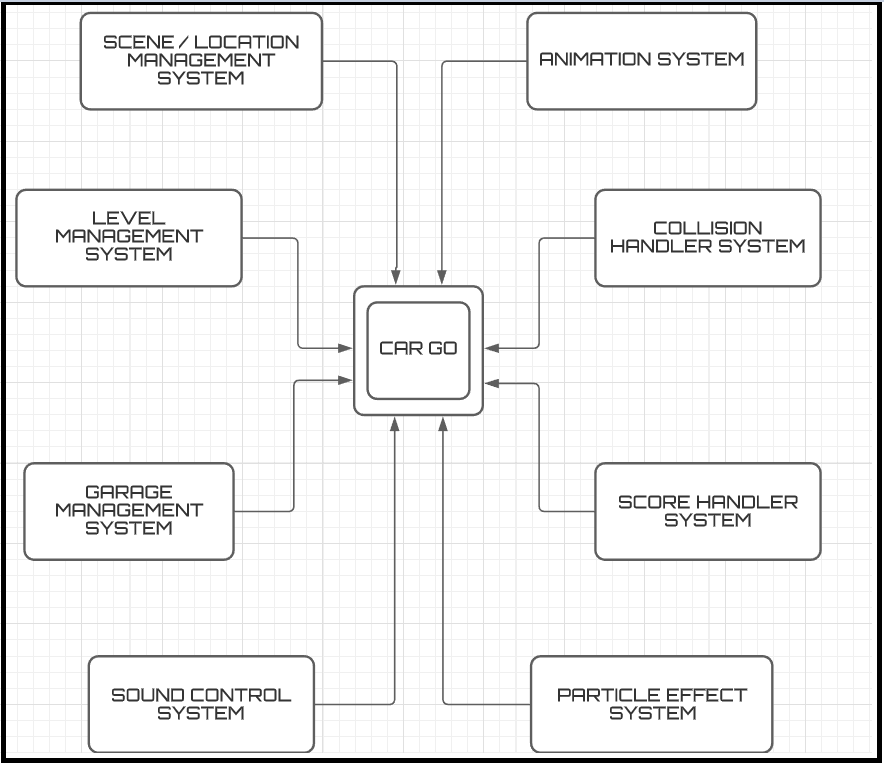 SCENE / LOCATION
MANAGEMENT
SYSTEM
ANIMATION SYSTEM
LEVEL
MANAGEMENT
SYSTEM
COLLISION
HANDLER SYSTEM
CAR GO
GARAGE
MANAGEMENT
SYSTEM
SCORE HANDLER
SYSTEM
SOUND CONTROL
SYSTEM
PARTICLE EFFECT
SYSTEM